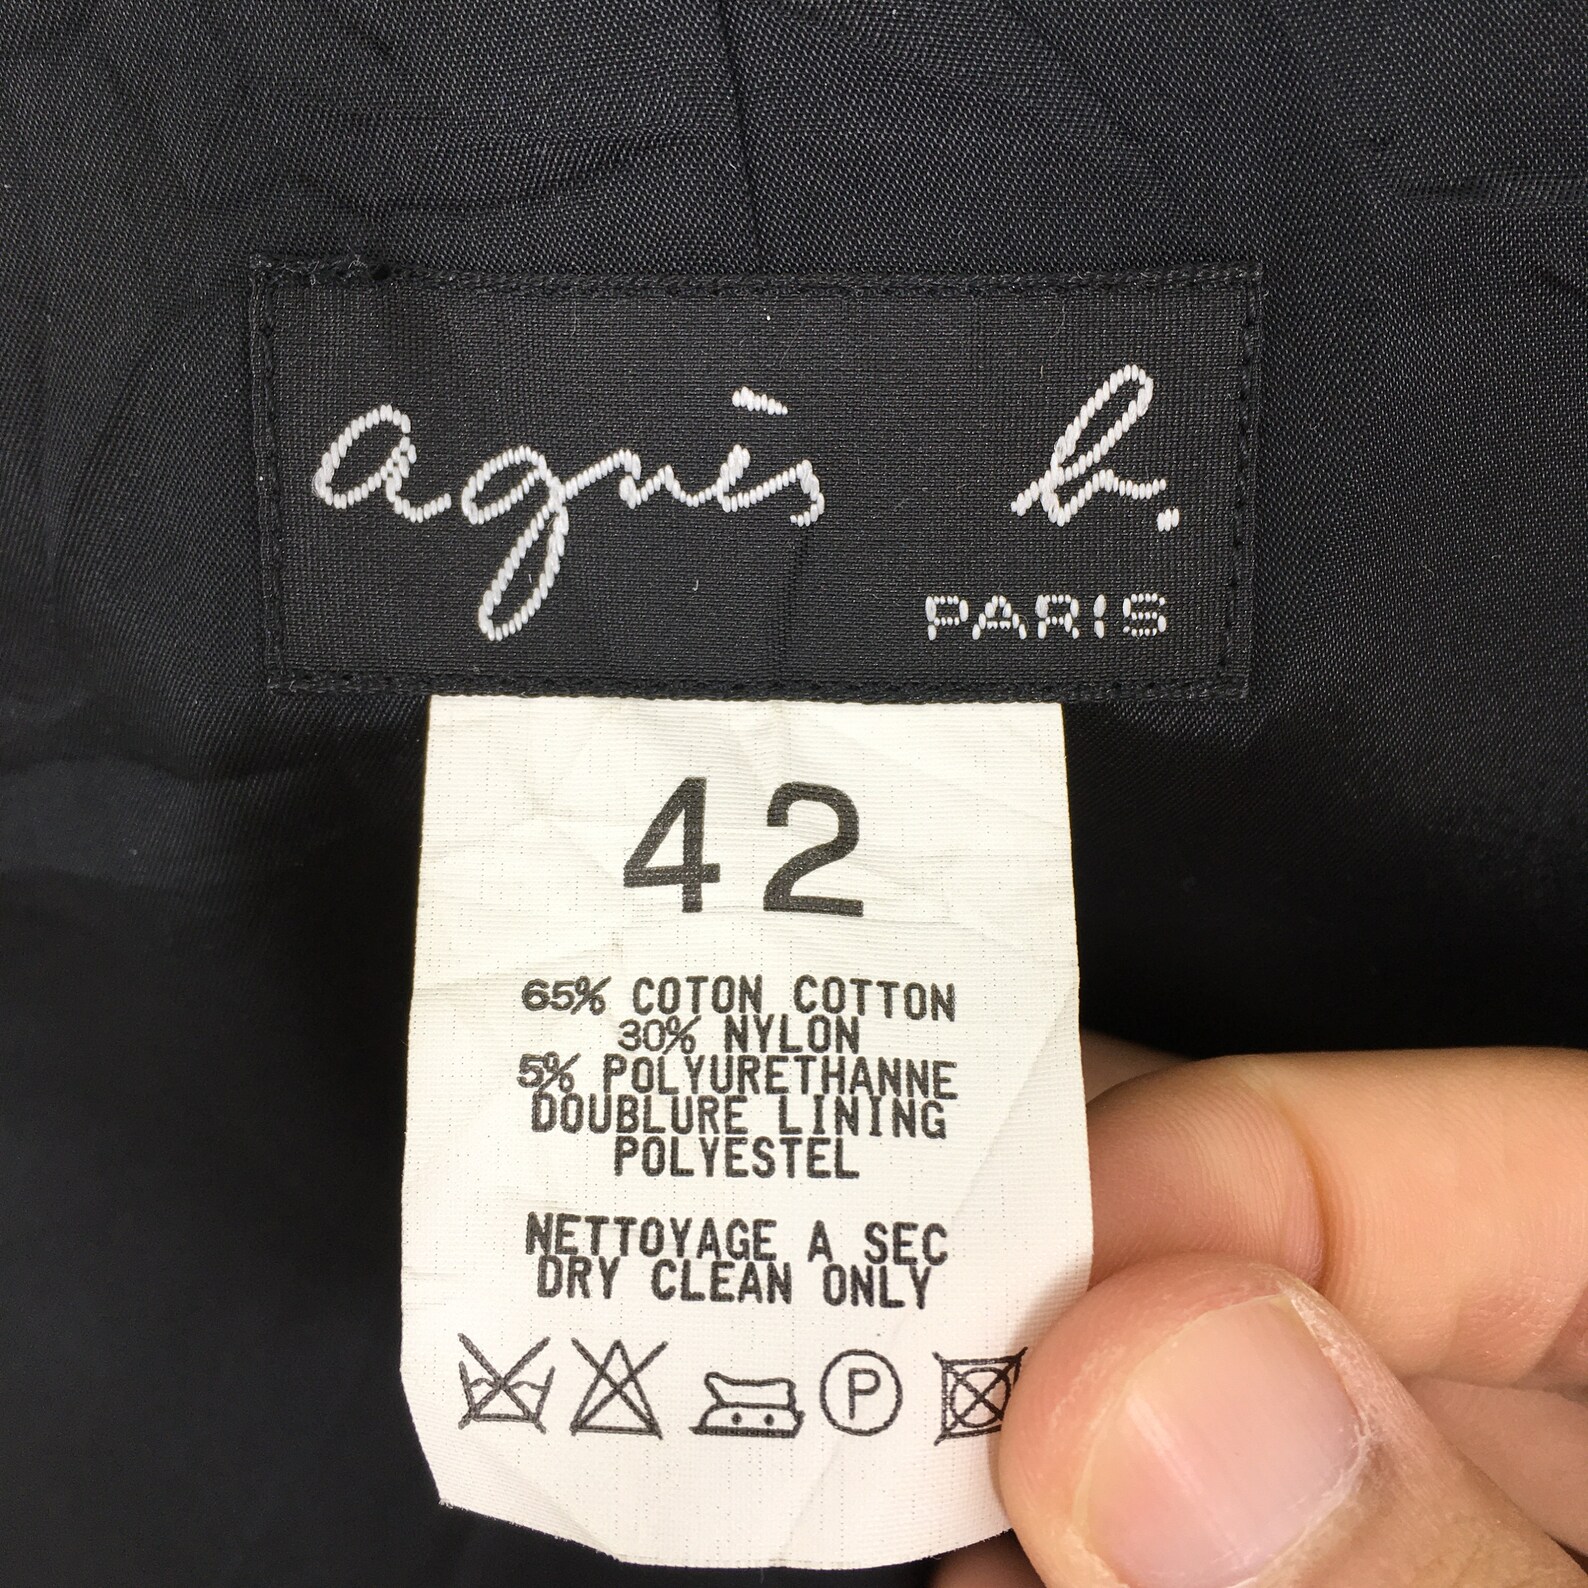 agnès b.
PARIS
42
65% COTON COTTON
30% NYLON
5% POLYURETHANNE
DOUBLURE LINING
POLYESTEL
NETTOYAGE A SEC
DRY CLEAN ONLY
P